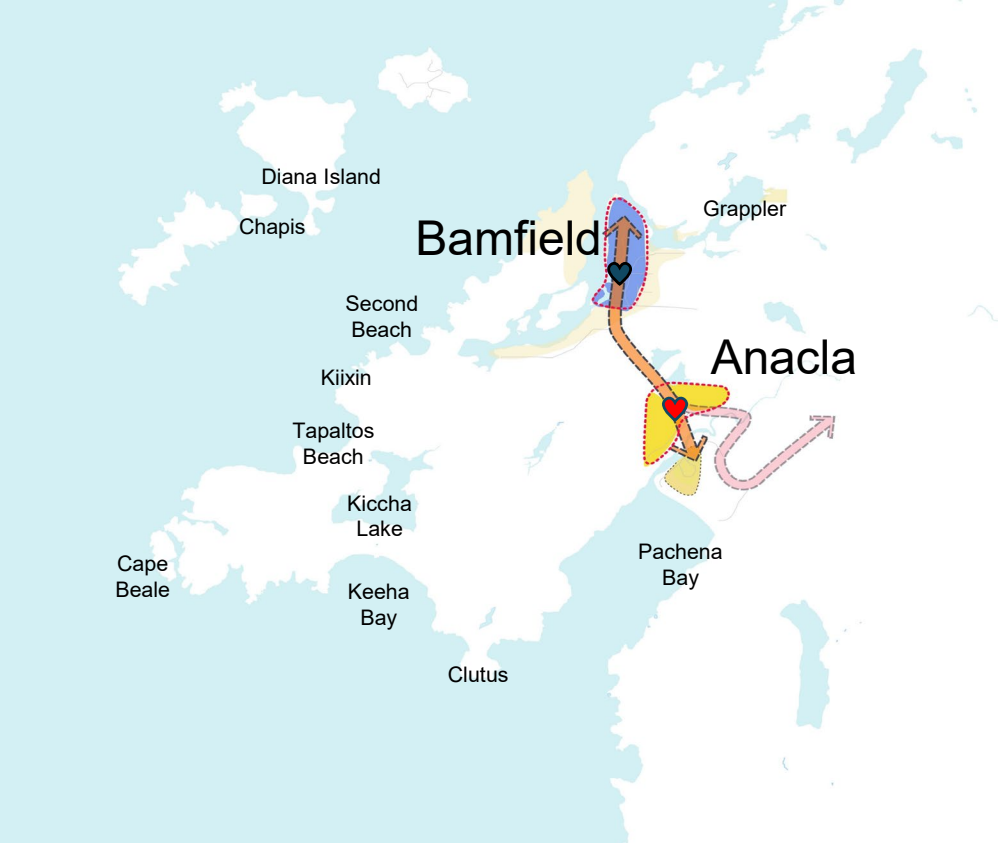 Diana Island
Grappler
Chapis
Bamfield
Second
Beach
Anacla
Kiixin
Tapaltos
Beach
Kiccha
Lake
Pachena
Bay
Cape
Beale
Keeha
Bay
Clutus